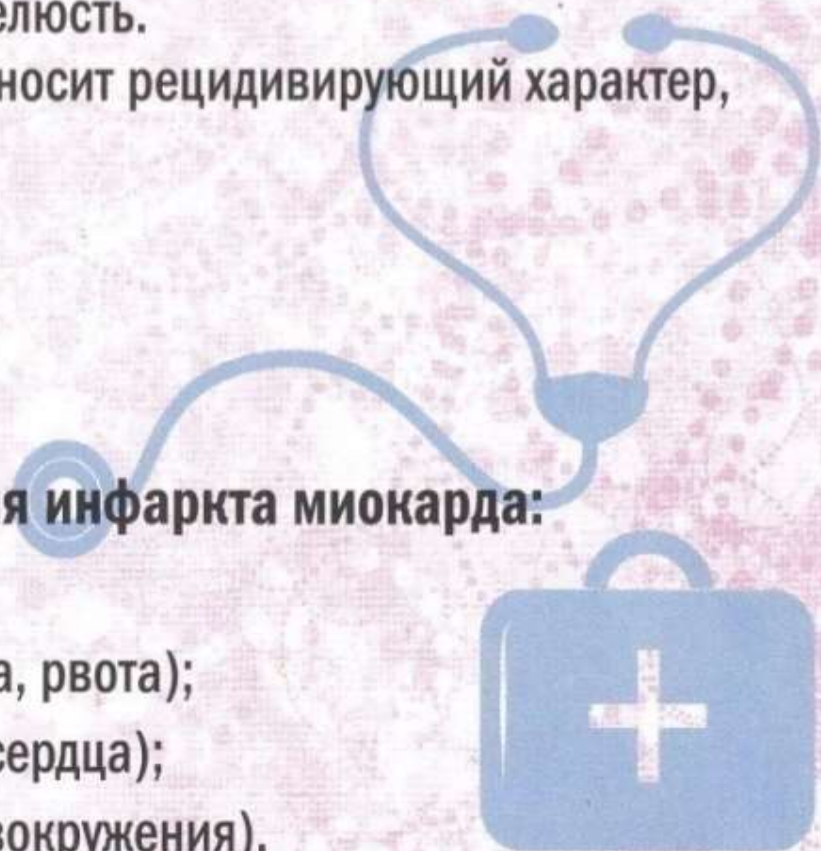 елюсть.
носит рецидивирующий характер,
я инфаркта миокарда:
а, рвота);
сердца);
вокружения).